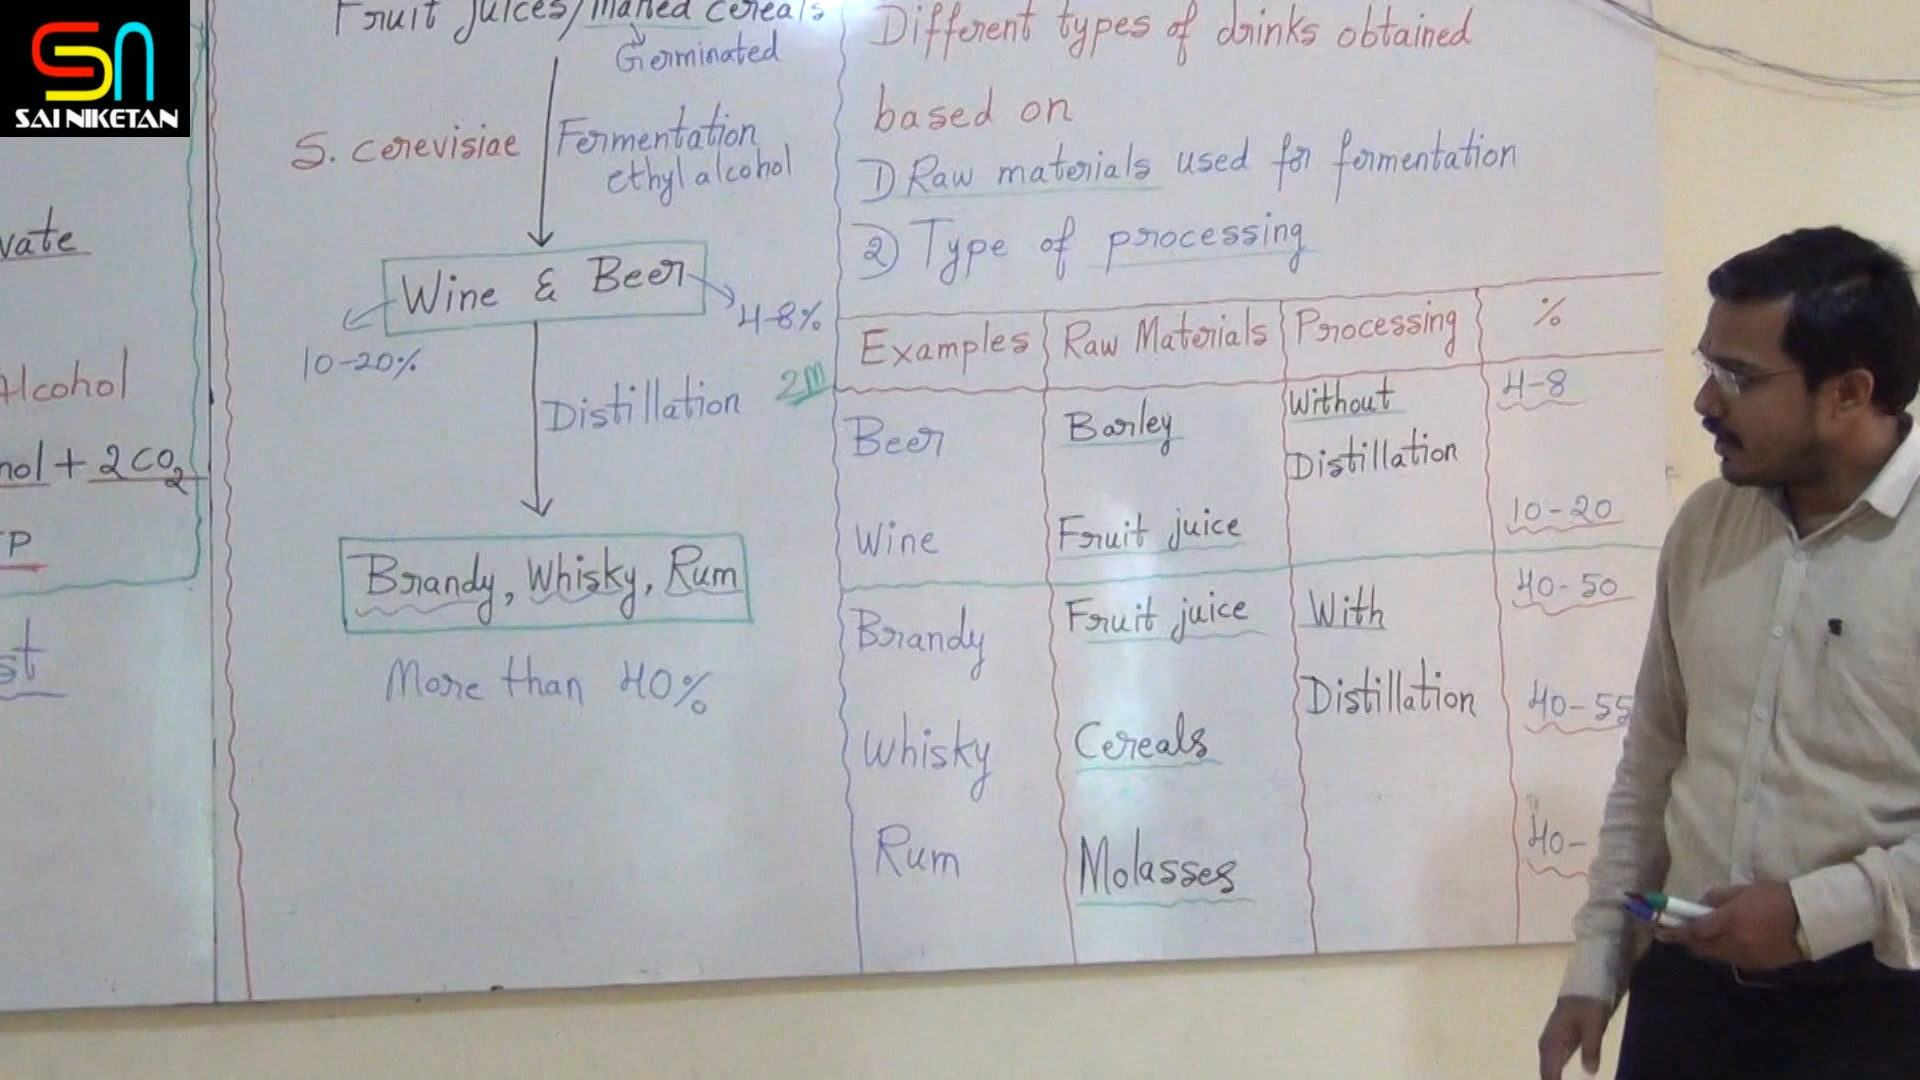 SN
SAI NIKETAN
Alcohol
+ 2CO2
P
Fruit juices/malted cereals
Germinated
S. cerevisiae
Fermentation
ethyl alcohol
Wine & Beer
10-20%
4-8%
Distillation
Brandy, Whisky, Rum
More than 40%
Different types of drinks obtained
based on
1) Raw materials used for fermentation
2) Type of processing
2M
Examples Raw Materials Processing %
Beer Barley Without Distillation 4-8
Wine Fruit juice 10-20
Brandy Fruit juice With Distillation 40-50
Whisky Cereals 40-55
Rum Molasses 40-